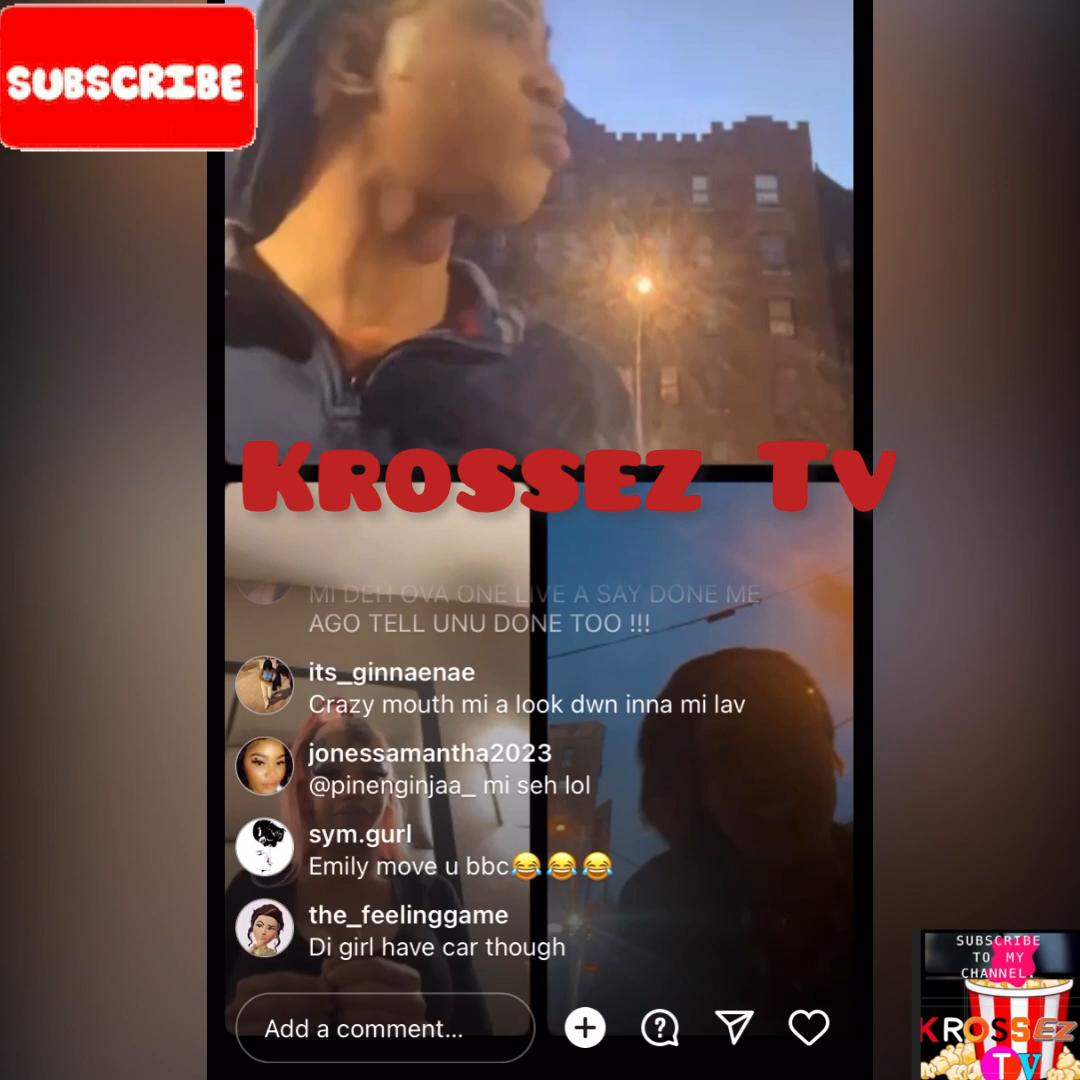 SUBSCRIBE
KROSSEZ TV
MI DEH OVA ONE LIVE A SAY DONE ME
AGO TELL UNU DONE TOO !!!
its_ginnaenae
Crazy mouth mi a look dwn inna mi lav
jonessamantha2023
@pinenginjaa_ mi seh lol
sym.gurl
Emily move u bbc😂😂😂
the_feelinggame
Di girl have car though
Add a comment...
SUBSCRIBE
TO MY
CHANNEL.
KROSSEZ
TV